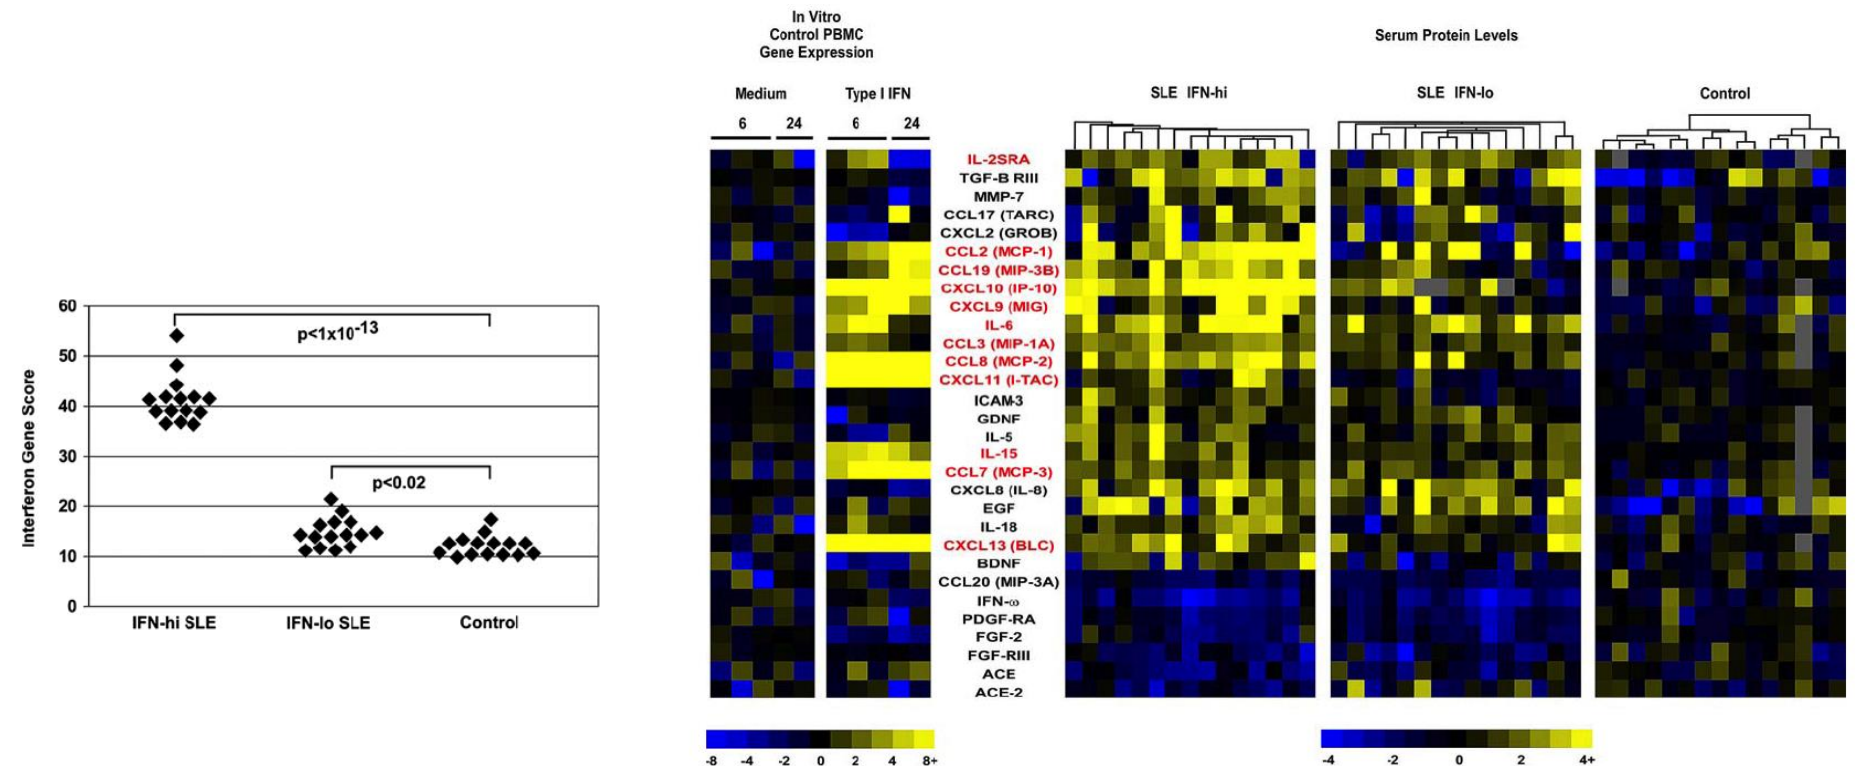 60
50
40
30
20
10
0
Interferon Gene Score
p<1x10-13
p<0.02
IFN-hi SLE
IFN-lo SLE
Control
In Vitro
Control PBMC
Gene Expression
Medium
Type I IFN
6
24
6
24
Serum Protein Levels
SLE IFN-hi
SLE IFN-lo
Control
IL-2SRA
TGF-B RIII
MMP-7
CCL17 (TARC)
CXCL2 (GROB)
CCL2 (MCP-1)
CCL19 (MIP-3B)
CXCL10 (IP-10)
CXCL9 (MIG)
IL-6
CCL3 (MIP-1A)
CCL8 (MCP-2)
CXCL11 (I-TAC)
ICAM-3
GDNF
IL-5
IL-15
CCL7 (MCP-3)
CXCL8 (IL-8)
EGF
IL-18
CXCL13 (BLC)
BDNF
CCL20 (MIP-3A)
IFN-ω
PDGF-RA
FGF-2
FGF-RIII
ACE
ACE-2
-8 -4 -2 0 2 4 8+
-4 -2 0 2 4+